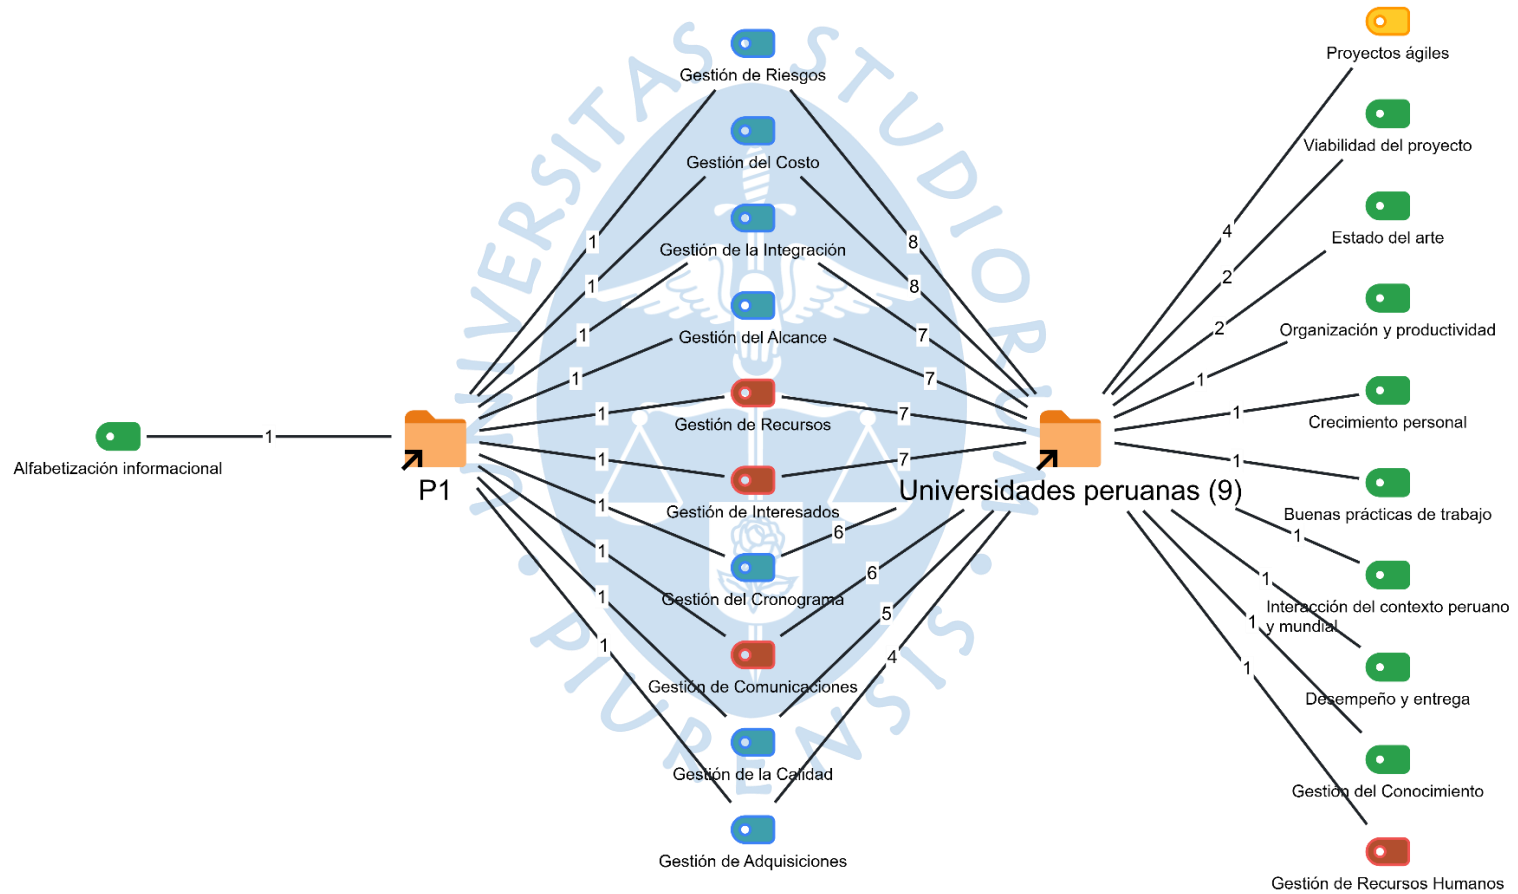 Proyectos ágiles
Gestión de Riesgos
Viabilidad del proyecto
Gestión del Costo
Estado del arte
4
1
8
Gestión de la Integración
2
1
8
Organización y productividad
2
1
7
Gestión del Alcance
1
7
1
Crecimiento personal
1
7
1
Gestión de Recursos
1
7
1
Alfabetización informacional
1
P1
Universidades peruanas (9)
Buenas prácticas de trabajo
Gestión de Interesados
1
6
1
1
6
1
Interacción del contexto peruano
y mundial
Gestión del Cronograma
1
5
1
1
4
1
Gestión de Comunicaciones
Desempeño y entrega
Gestión de la Calidad
Gestión del Conocimiento
Gestión de Adquisiciones
Gestión de Recursos Humanos
UNIVERSITAS STUDIORUM
PIURENSIS